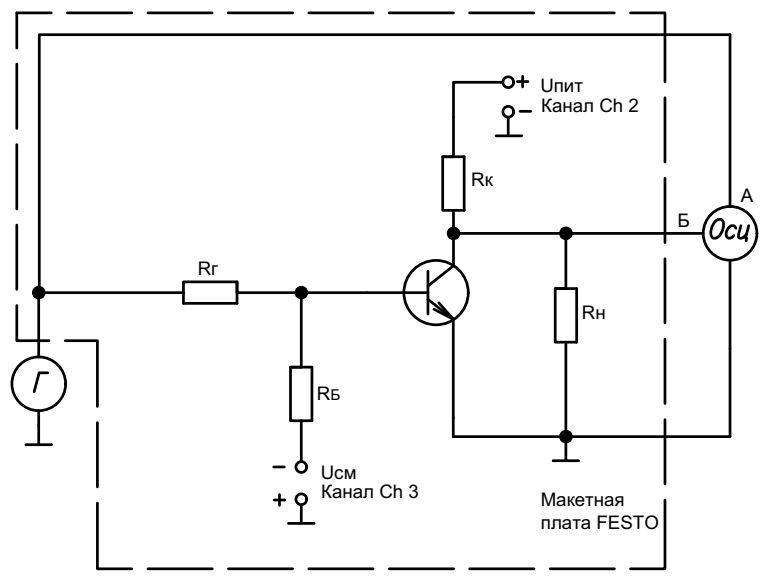 + Uпит
− Канал Ch 2
Rк
А
Б
Осц
Rг
Rн
Г
RБ
− Uсм
+ Канал Ch 3
Макетная
плата FESTO